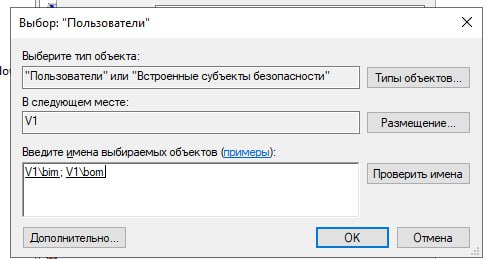 Выбор: "Пользователи"
Выберите тип объекта:
"Пользователи" или "Встроенные субъекты безопасности"
Типы объектов...
В следующем месте:
V1
Размещение...
Введите имена выбираемых объектов (примеры):
V1\bim; V1\bom
Проверить имена
Дополнительно...
OK
Отмена